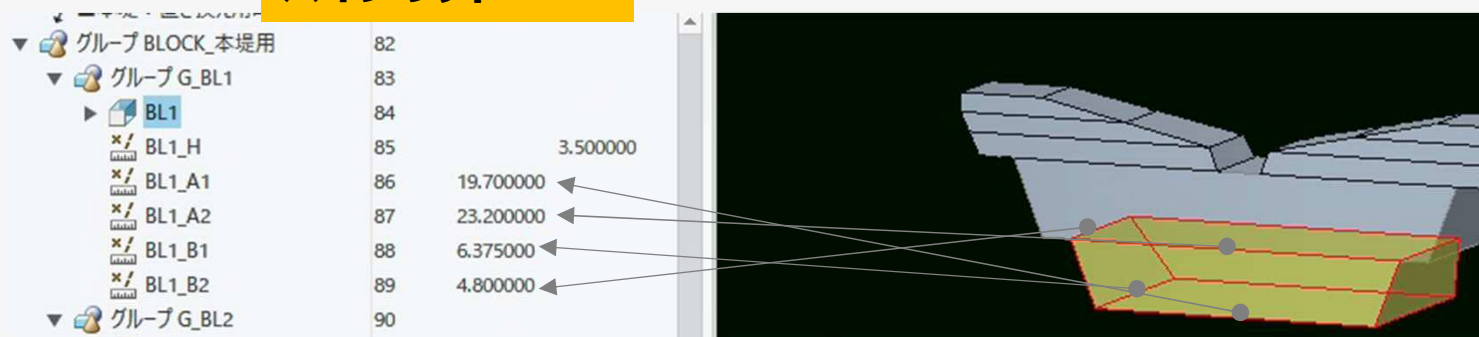 グループ BLOCK_本堤用 82
グループ G_BL1 83
BL1 84
BL1_H 85 3.500000
BL1_A1 86 19.700000
BL1_A2 87 23.200000
BL1_B1 88 6.375000
BL1_B2 89 4.800000
グループ G_BL2 90